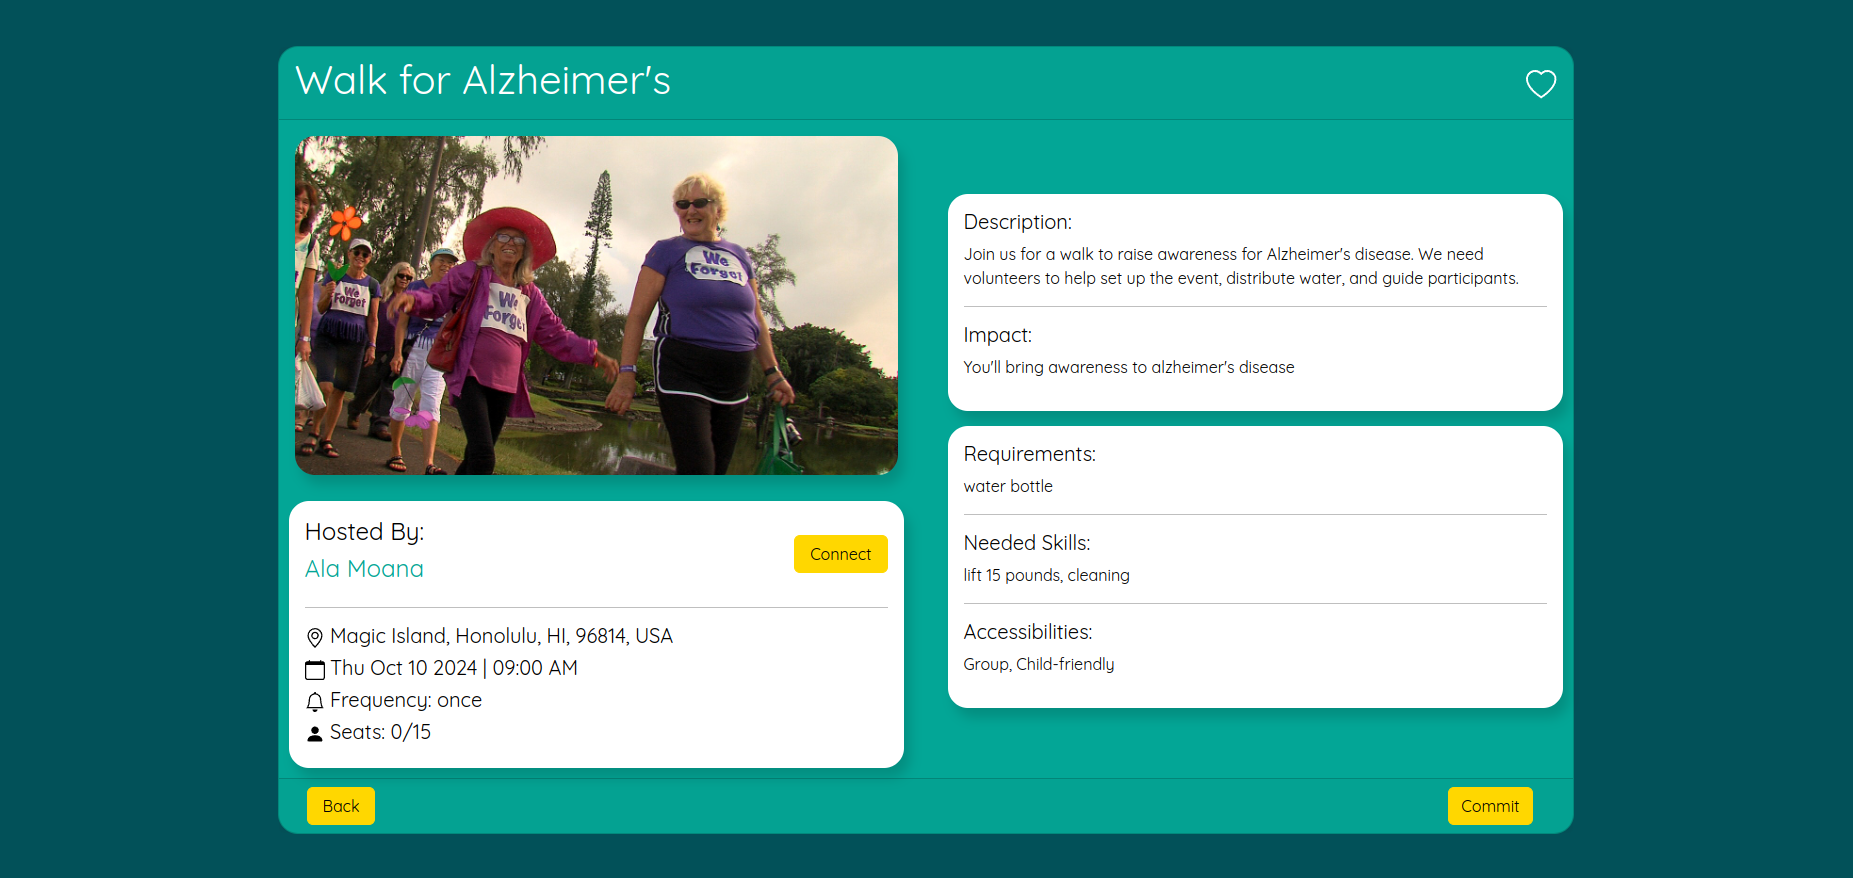 Walk for Alzheimer's
We
Forgot
We
Forgot
We
Forget
Hosted By:
Ala Moana
Connect
Magic Island, Honolulu, HI, 96814, USA
Thu Oct 10 2024 | 09:00 AM
Frequency: once
Seats: 0/15
Description:
Join us for a walk to raise awareness for Alzheimer's disease. We need
volunteers to help set up the event, distribute water, and guide participants.
Impact:
You'll bring awareness to alzheimer's disease
Requirements:
water bottle
Needed Skills:
lift 15 pounds, cleaning
Accessibilities:
Group, Child-friendly
Back
Commit